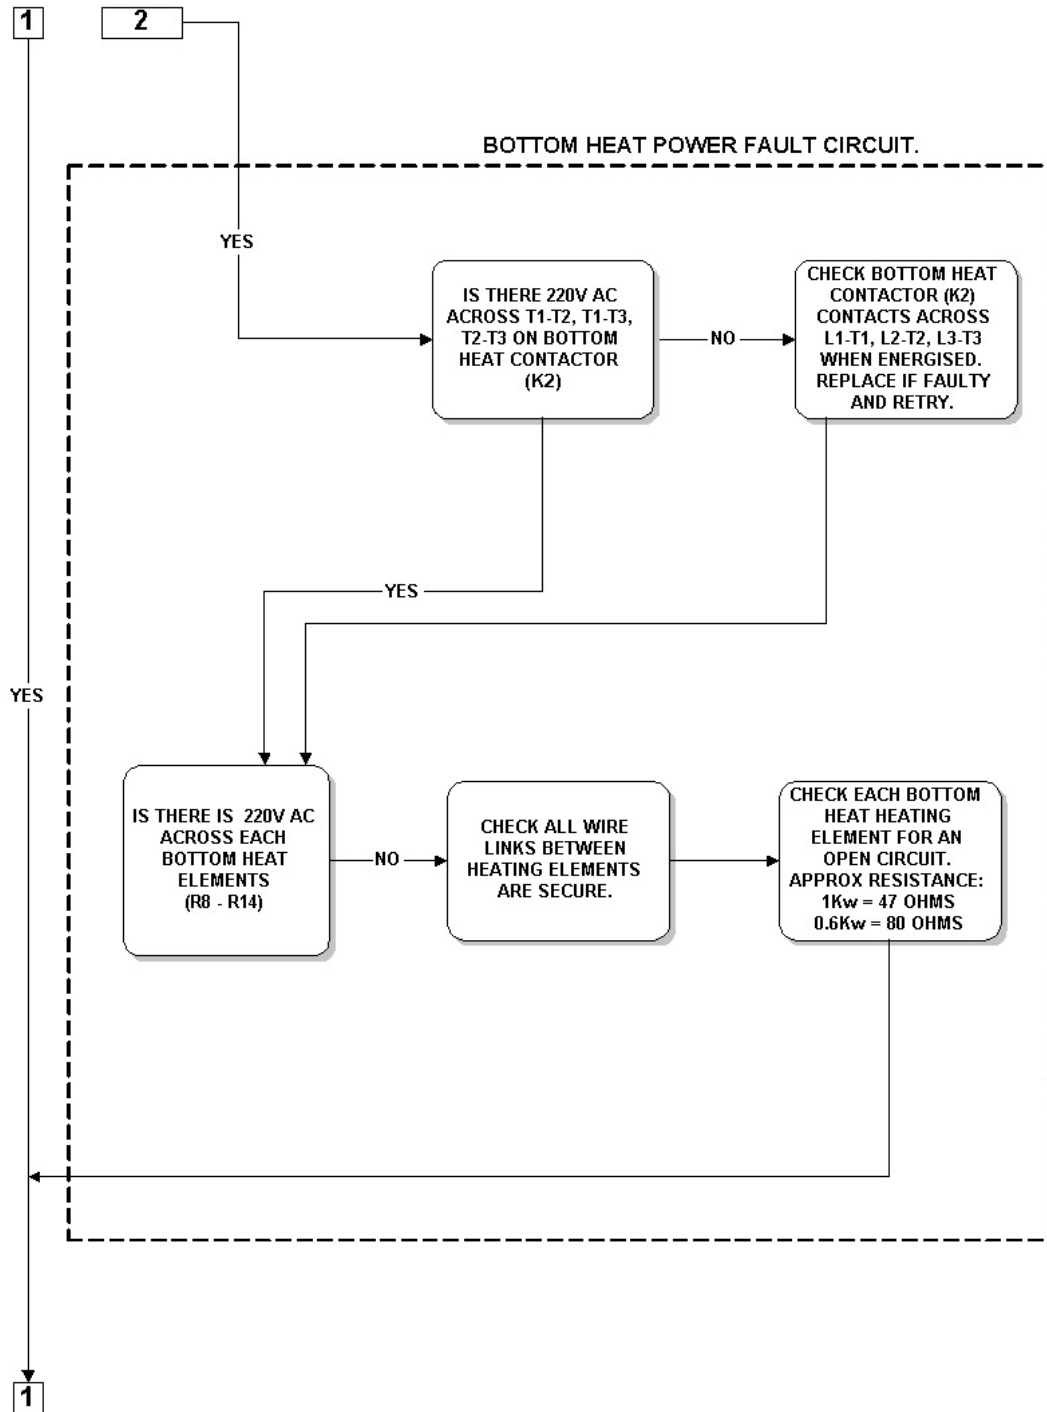 1
2
BOTTOM HEAT POWER FAULT CIRCUIT.
YES
IS THERE 220V AC
ACROSS T1-T2, T1-T3,
T2-T3 ON BOTTOM
HEAT CONTACTOR
(K2)
NO
CHECK BOTTOM HEAT
CONTACTOR (K2)
CONTACTS ACROSS
L1-T1, L2-T2, L3-T3
WHEN ENERGISED.
REPLACE IF FAULTY
AND RETRY.
YES
YES
IS THERE IS 220V AC
ACROSS EACH
BOTTOM HEAT
ELEMENTS
(R8 - R14)
NO
CHECK ALL WIRE
LINKS BETWEEN
HEATING ELEMENTS
ARE SECURE.
CHECK EACH BOTTOM
HEAT HEATING
ELEMENT FOR AN
OPEN CIRCUIT.
APPROX RESISTANCE:
1Kw = 47 OHMS
0.6Kw = 80 OHMS
1